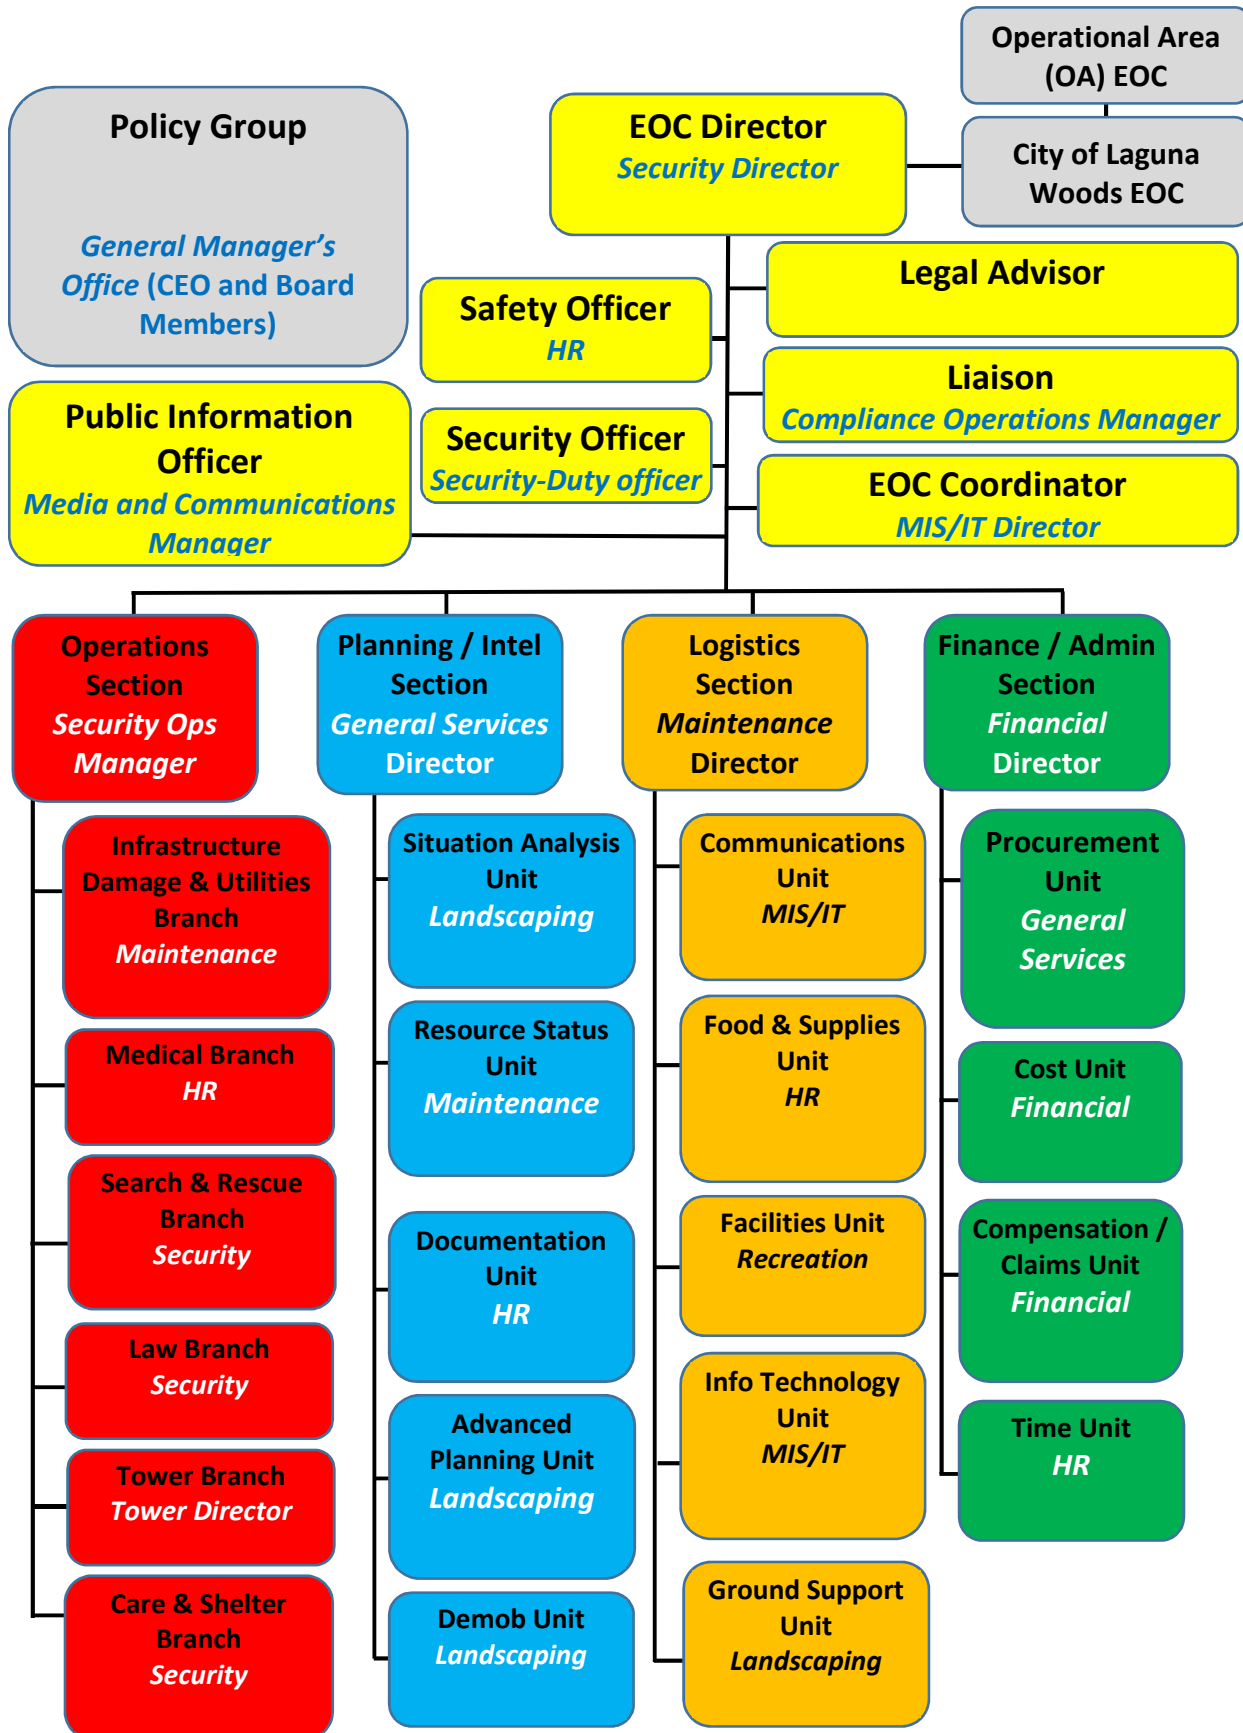 Operational Area
(OA) EOC
Policy Group
General Manager's
Office (CEO and Board
Members)
EOC Director
Security Director
City of Laguna
Woods EOC
Legal Advisor
Safety Officer
HR
Liaison
Compliance Operations Manager
Public Information
Officer
Media and Communications
Manager
Security Officer
Security-Duty officer
EOC Coordinator
MIS/IT Director
Operations
Section
Security Ops
Manager
Planning / Intel
Section
General Services
Director
Logistics
Section
Maintenance
Director
Finance / Admin
Section
Financial
Director
Infrastructure
Damage & Utilities
Branch
Maintenance
Medical Branch
HR
Search & Rescue
Branch
Security
Law Branch
Security
Tower Branch
Tower Director
Care & Shelter
Branch
Security
Situation Analysis
Unit
Landscaping
Resource Status
Unit
Maintenance
Documentation
Unit
HR
Advanced
Planning Unit
Landscaping
Demob Unit
Landscaping
Communications
Unit
MIS/IT
Food & Supplies
Unit
HR
Facilities Unit
Recreation
Info Technology
Unit
MIS/IT
Ground Support
Unit
Landscaping
Procurement
Unit
General
Services
Cost Unit
Financial
Compensation /
Claims Unit
Financial
Time Unit
HR